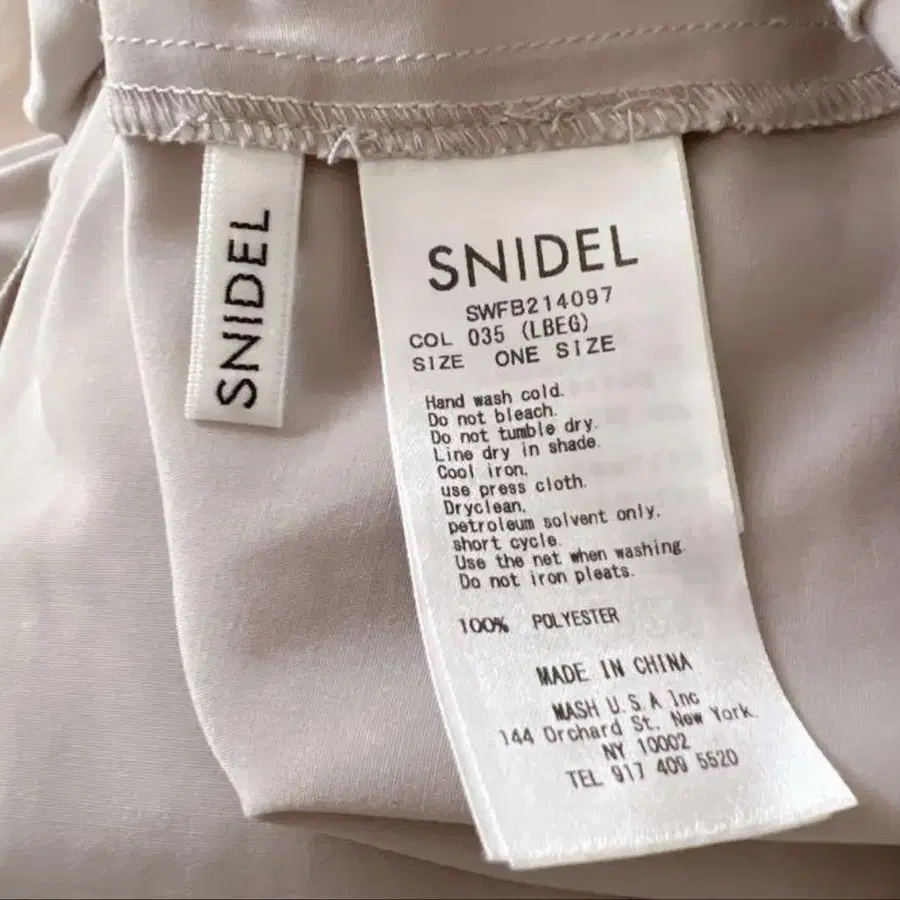 SNIDEL
SNIDEL
SWFB214097
COL 035 (LBEG)
SIZE ONE SIZE
Hand wash cold.
Do not bleach.
Do not tumble dry.
Line dry in shade.
Cool iron.
use press cloth.
Dryclean.
petroleum solvent only.
short cycle.
Use the net when washing.
Do not iron pleats.
100% POLYESTER
MADE IN CHINA
MASH U.S.A Inc
144 Orchard St. New York.
NY 10002
TEL 917 409 5520